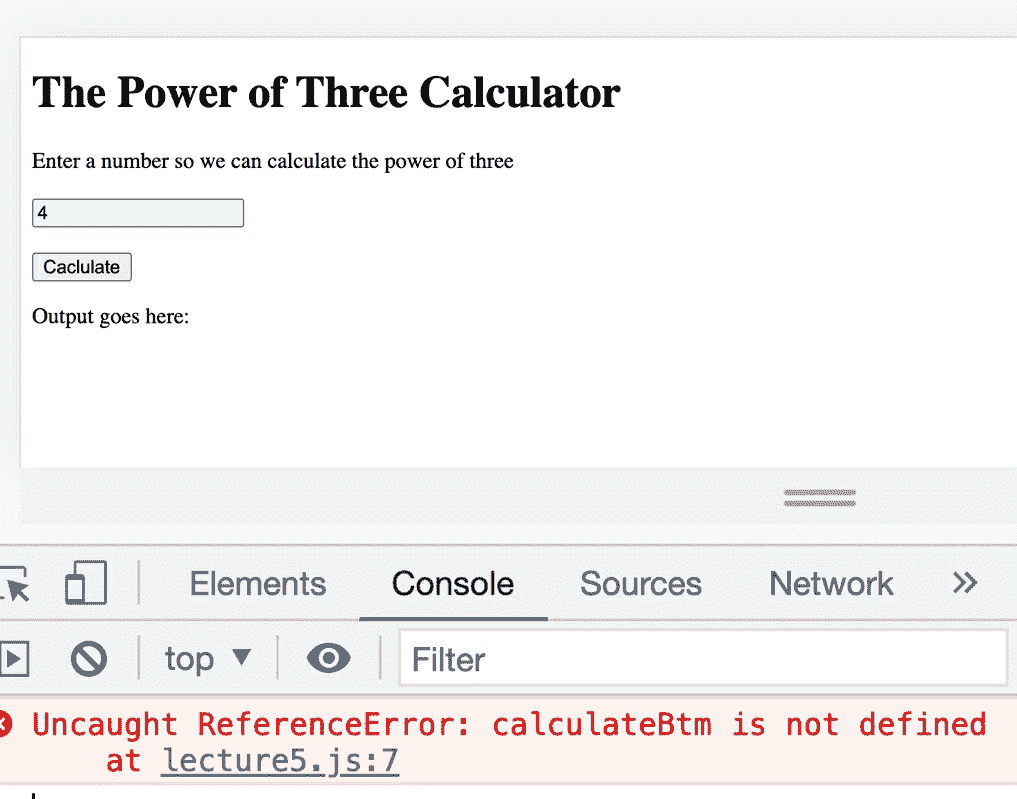 The Power of Three Calculator
Enter a number so we can calculate the power of three
4
Caclulate
Output goes here:
Elements Console Sources Network »
top ▼ Filter
Uncaught ReferenceError: calculateBtm is not defined
at lecture5.js:7